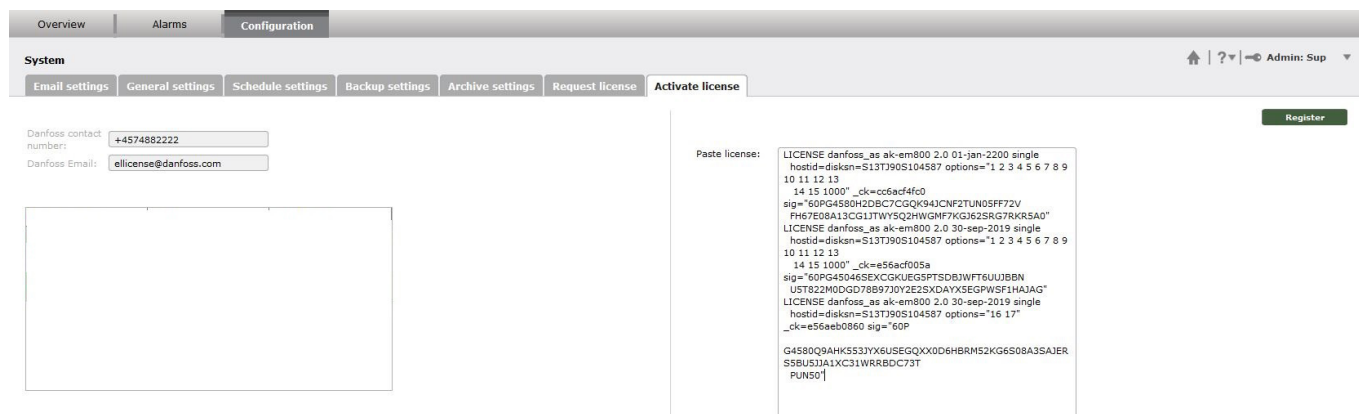 Overview Alarms Configuration
System
? Admin: Sup
Email settings General settings Schedule settings Backup settings Archive settings Request license Activate license
Register
Danfoss contact
number:
+4574882222
Danfoss Email: ellicense@danfoss.com
Paste license:
LICENSE danfoss_as ak-em800 2.0 01-jan-2200 single
hostid=disksn=S13TJ90S104587 options="1 2 3 4 5 6 7 8 9
10 11 12 13
14 15 1000" _ck=cc6acf4fc0
sig="60PG4580H2DBC7CGQK94JCNF2TUN05FF72V
FH67E08A13CG1JTWY5Q2HWGMF7KGJ62SRG7RKR5A0"
LICENSE danfoss_as ak-em800 2.0 30-sep-2019 single
hostid=disksn=S13TJ90S104587 options="1 2 3 4 5 6 7 8 9
10 11 12 13
14 15 1000" _ck=e56acf005a
sig="60PG45046SEXCGKUEG5PTSDBJWFT6UUJBBN
U5T822M0DGD78B97J0Y2E2SXDAYX5EGPWSF1HAJAG"
LICENSE danfoss_as ak-em800 2.0 30-sep-2019 single
hostid=disksn=S13TJ90S104587 options="16 17"
_ck=e56aeb0860 sig="60P
G4580Q9AHK553JYX6USEGQXX0D6HBRM52KG6S08A3SAJER
S5BU5JJA1XC31WRRBDC73T
PUN50"